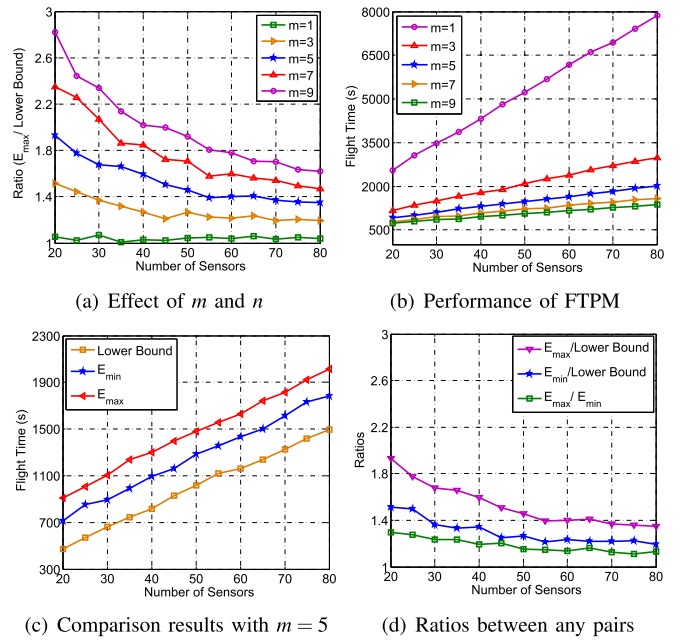 3
2.6
2.2
1.8
1.4
1
Ratio (Emax/ Lower Bound)
m=1
m=3
m=5
m=7
m=9
20 30 40 50 60 70 80
Number of Sensors
(a) Effect of m and n
8000
6500
5000
3500
2000
500
Flight Time (s)
m=1
m=3
m=5
m=7
m=9
20 30 40 50 60 70 80
Number of Sensors
(b) Performance of FTPM
2300
1900
1500
1100
700
300
Flight Time (s)
Lower Bound
Emin
Emax
20 30 40 50 60 70 80
Number of Sensors
(c) Comparison results with m = 5
3
2.6
2.2
1.8
1.4
1
Ratios
Emax/Lower Bound
Emin/Lower Bound
Emax/ Emin
20 30 40 50 60 70 80
Number of Sensors
(d) Ratios between any pairs